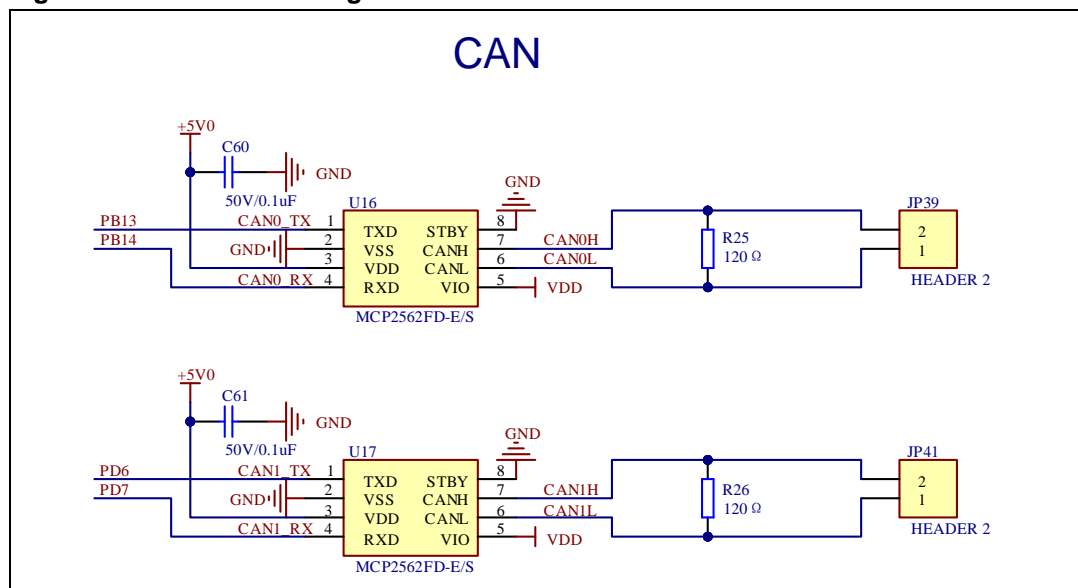 CAN
+5V0
C60
GND
50V/0.1uF
U16
GND
JP39
PB13 CAN0_TX 1 TXD STBY 8
PB14 GND 2 VSS CANH 7 CAN0H R25 2
3 VDD CANL 6 CAN0L 120 Ω 1
CAN0_RX 4 RXD VIO 5 VDD HEADER 2
MCP2562FD-E/S
+5V0
C61
GND
50V/0.1uF
U17
GND
JP41
PD6 CAN1_TX 1 TXD STBY 8
PD7 GND 2 VSS CANH 7 CAN1H R26 2
3 VDD CANL 6 CAN1L 120 Ω 1
CAN1_RX 4 RXD VIO 5 VDD HEADER 2
MCP2562FD-E/S